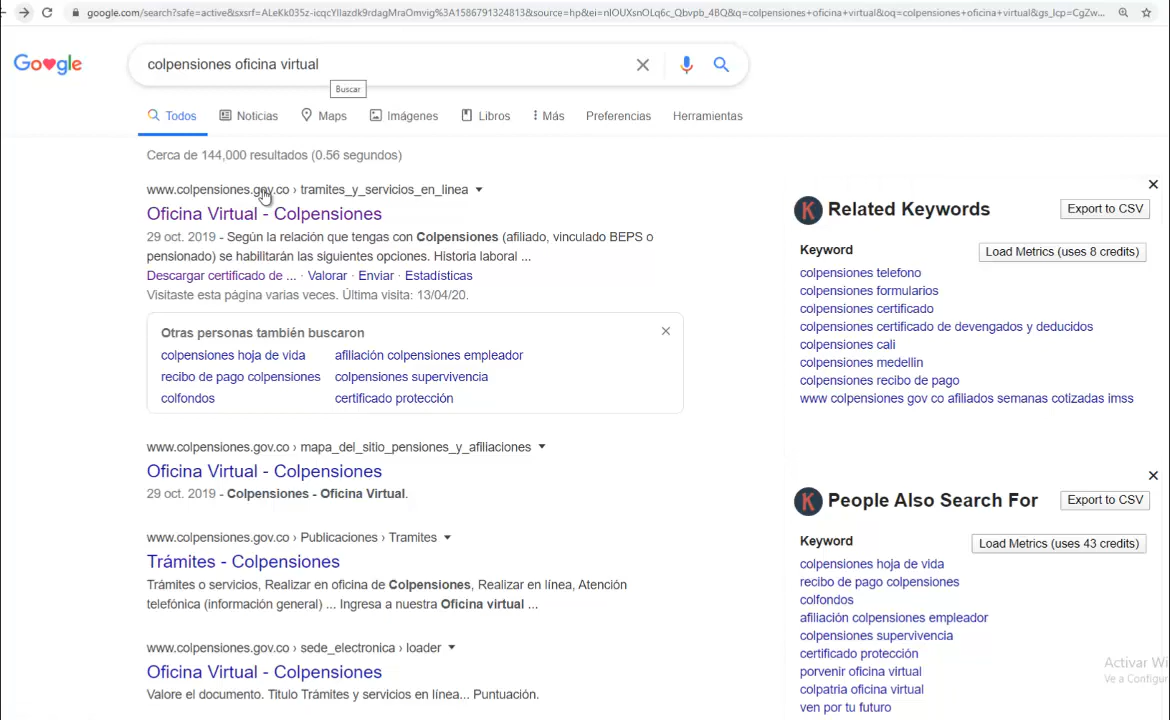 google.com/search?safe=active&sxsrf=ALeKk035z-icqcYIIazdk9rdagMraOmvig%3A1586791324813&source=hp&ei=nIOUXsnOLq6c_Qbvpb_4BQ&q=colpensiones+oficina+virtual&oq=colpensiones+oficina+virtual&gs_lcp=CgZw...
Google
colpensiones oficina virtual
Buscar
Todos
Noticias
Maps
Imágenes
Libros
Más
Preferencias
Herramientas
Cerca de 144,000 resultados (0.56 segundos)
www.colpensiones.gov.co › tramites_y_servicios_en_linea
Oficina Virtual - Colpensiones
29 oct. 2019 - Según la relación que tengas con Colpensiones (afiliado, vinculado BEPS o
pensionado) se habilitarán las siguientes opciones. Historia laboral ...
Descargar certificado de ... · Valorar · Enviar · Estadísticas
Visitaste esta página varias veces. Última visita: 13/04/20.
Otras personas también buscaron
colpensiones hoja de vida
afiliación colpensiones empleador
recibo de pago colpensiones
colpensiones supervivencia
colfondos
certificado protección
www.colpensiones.gov.co › mapa_del_sitio_pensiones_y_afiliaciones
Oficina Virtual - Colpensiones
29 oct. 2019 - Colpensiones - Oficina Virtual.
www.colpensiones.gov.co › Publicaciones › Tramites
Trámites - Colpensiones
Trámites o servicios, Realizar en oficina de Colpensiones, Realizar en línea, Atención
telefónica (información general) ... Ingresa a nuestra Oficina virtual ...
www.colpensiones.gov.co › sede_electronica › loader
Oficina Virtual - Colpensiones
Valore el documento. Titulo Trámites y servicios en línea... Puntuación.
K Related Keywords
Export to CSV
Keyword
Load Metrics (uses 8 credits)
colpensiones telefono
colpensiones formularios
colpensiones certificado
colpensiones certificado de devengados y deducidos
colpensiones cali
colpensiones medellin
colpensiones recibo de pago
www colpensiones gov co afiliados semanas cotizadas imss
K People Also Search For
Export to CSV
Keyword
Load Metrics (uses 43 credits)
colpensiones hoja de vida
recibo de pago colpensiones
colfondos
afiliación colpensiones empleador
colpensiones supervivencia
certificado protección
porvenir oficina virtual
colpatria oficina virtual
ven por tu futuro
Activar Wi
Ve a Configur